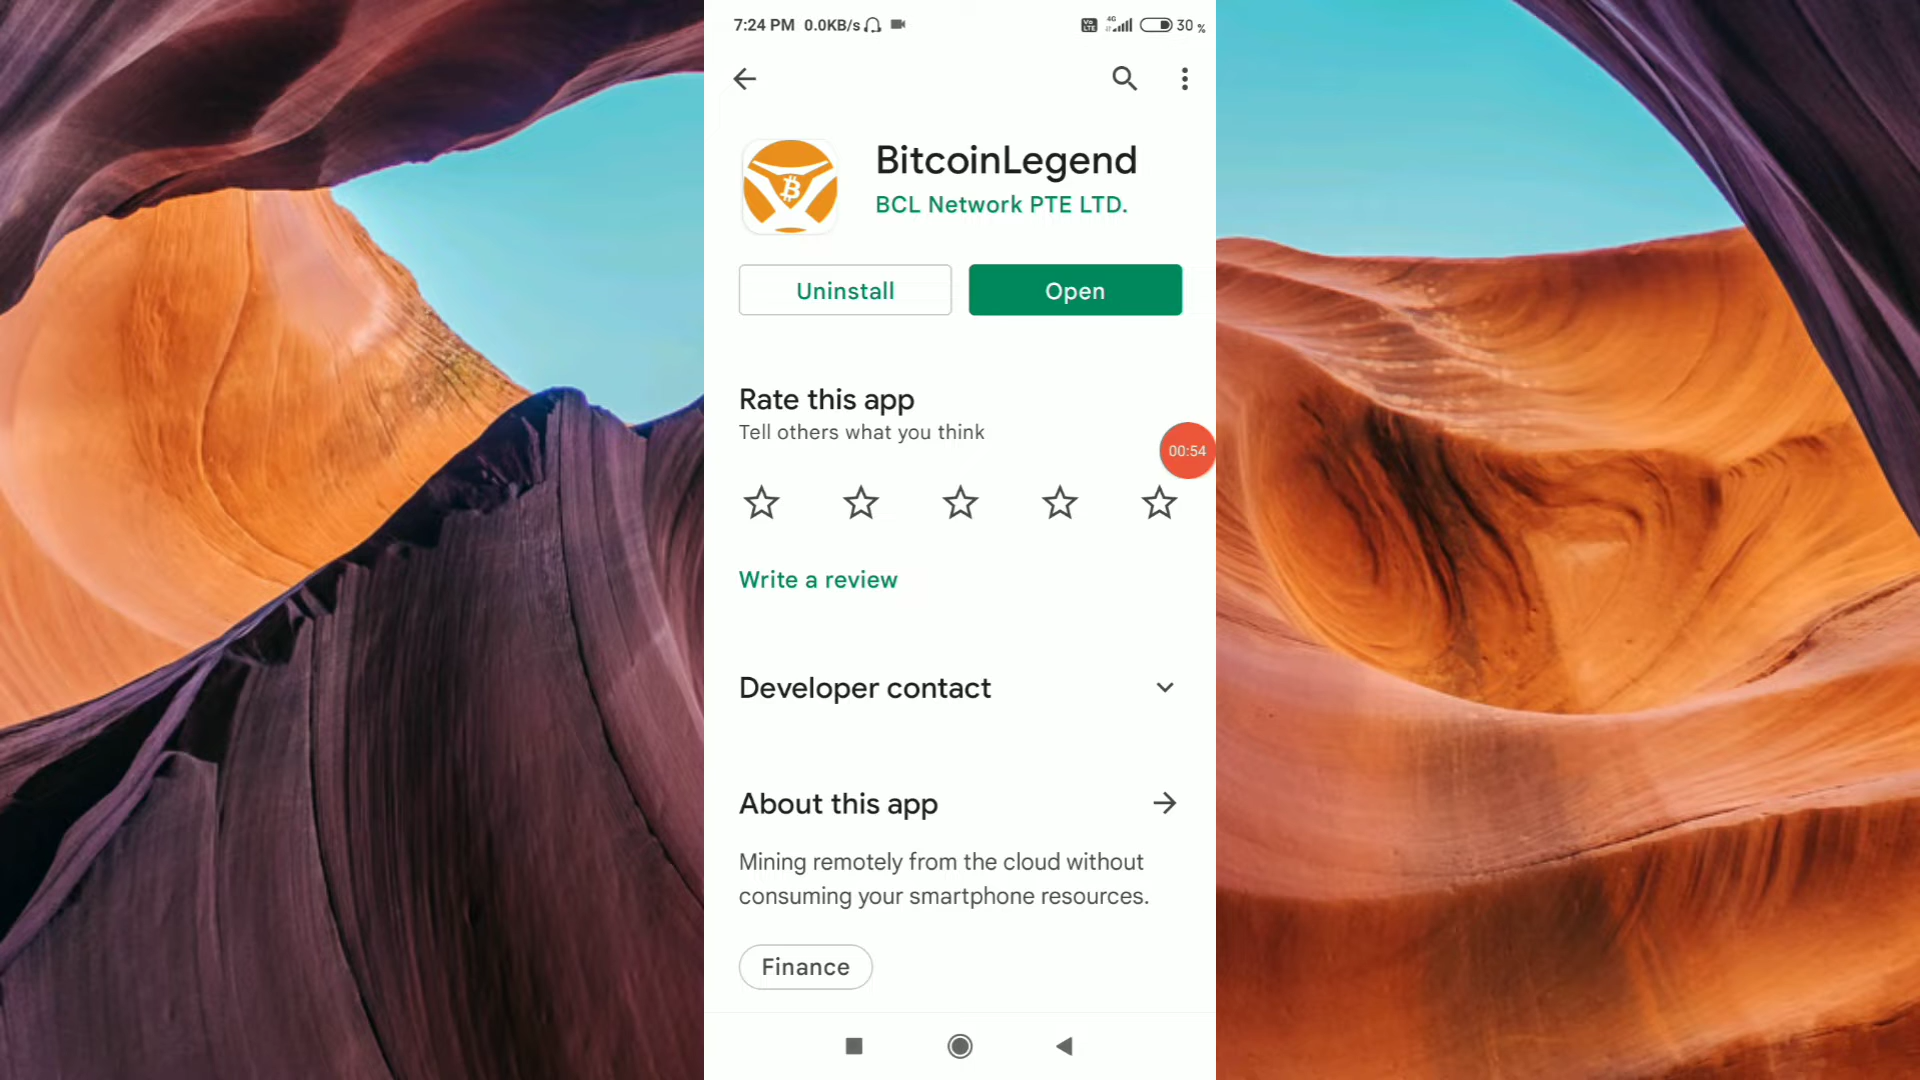 7:24 PM 0.0KB/s 4G 30 %
BitcoinLegend
BCL Network PTE LTD.
Uninstall
Open
Rate this app
Tell others what you think
00:54
Write a review
Developer contact
About this app
Mining remotely from the cloud without
consuming your smartphone resources.
Finance